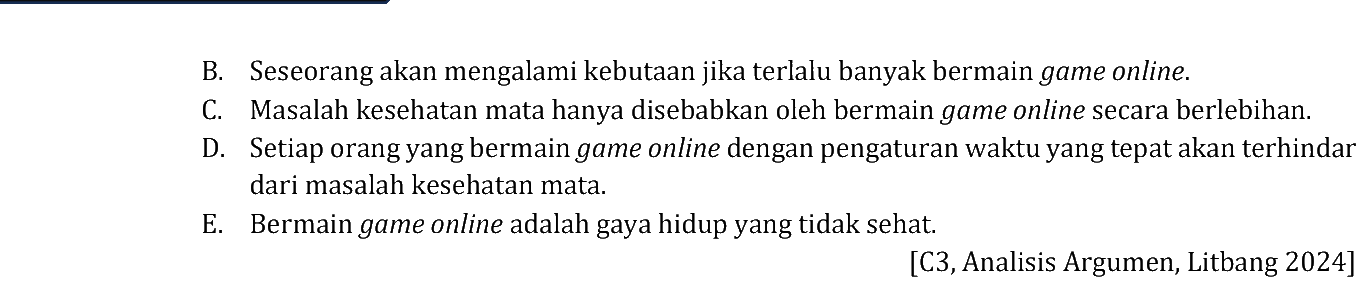 B. Seseorang akan mengalami kebutaan jika terlalu banyak bermain game online.
C. Masalah kesehatan mata hanya disebabkan oleh bermain game online secara berlebihan.
D. Setiap orang yang bermain game online dengan pengaturan waktu yang tepat akan terhindar
dari masalah kesehatan mata.
E. Bermain game online adalah gaya hidup yang tidak sehat.
[C3, Analisis Argumen, Litbang 2024]